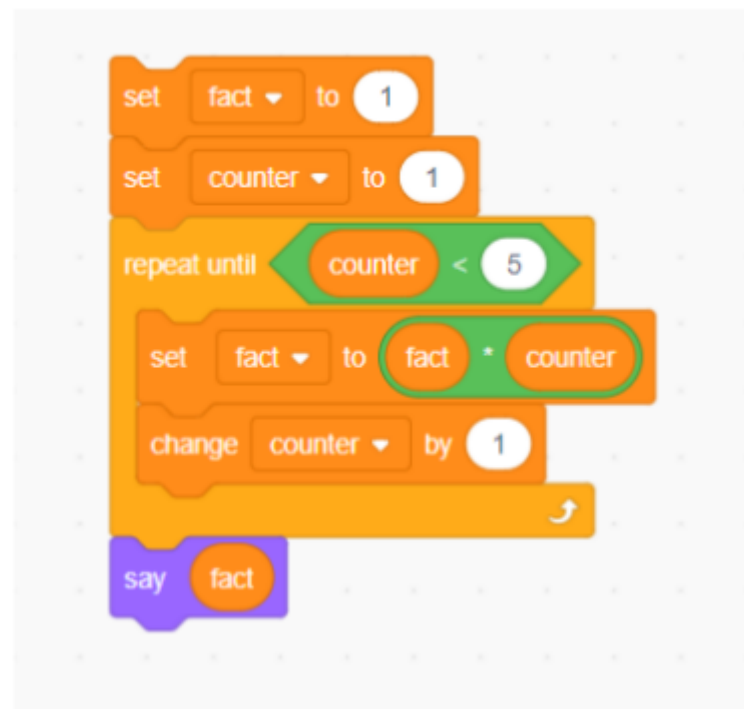 set fact to 1
set counter to 1
repeat until counter < 5
set fact to fact * counter
change counter by 1
say fact